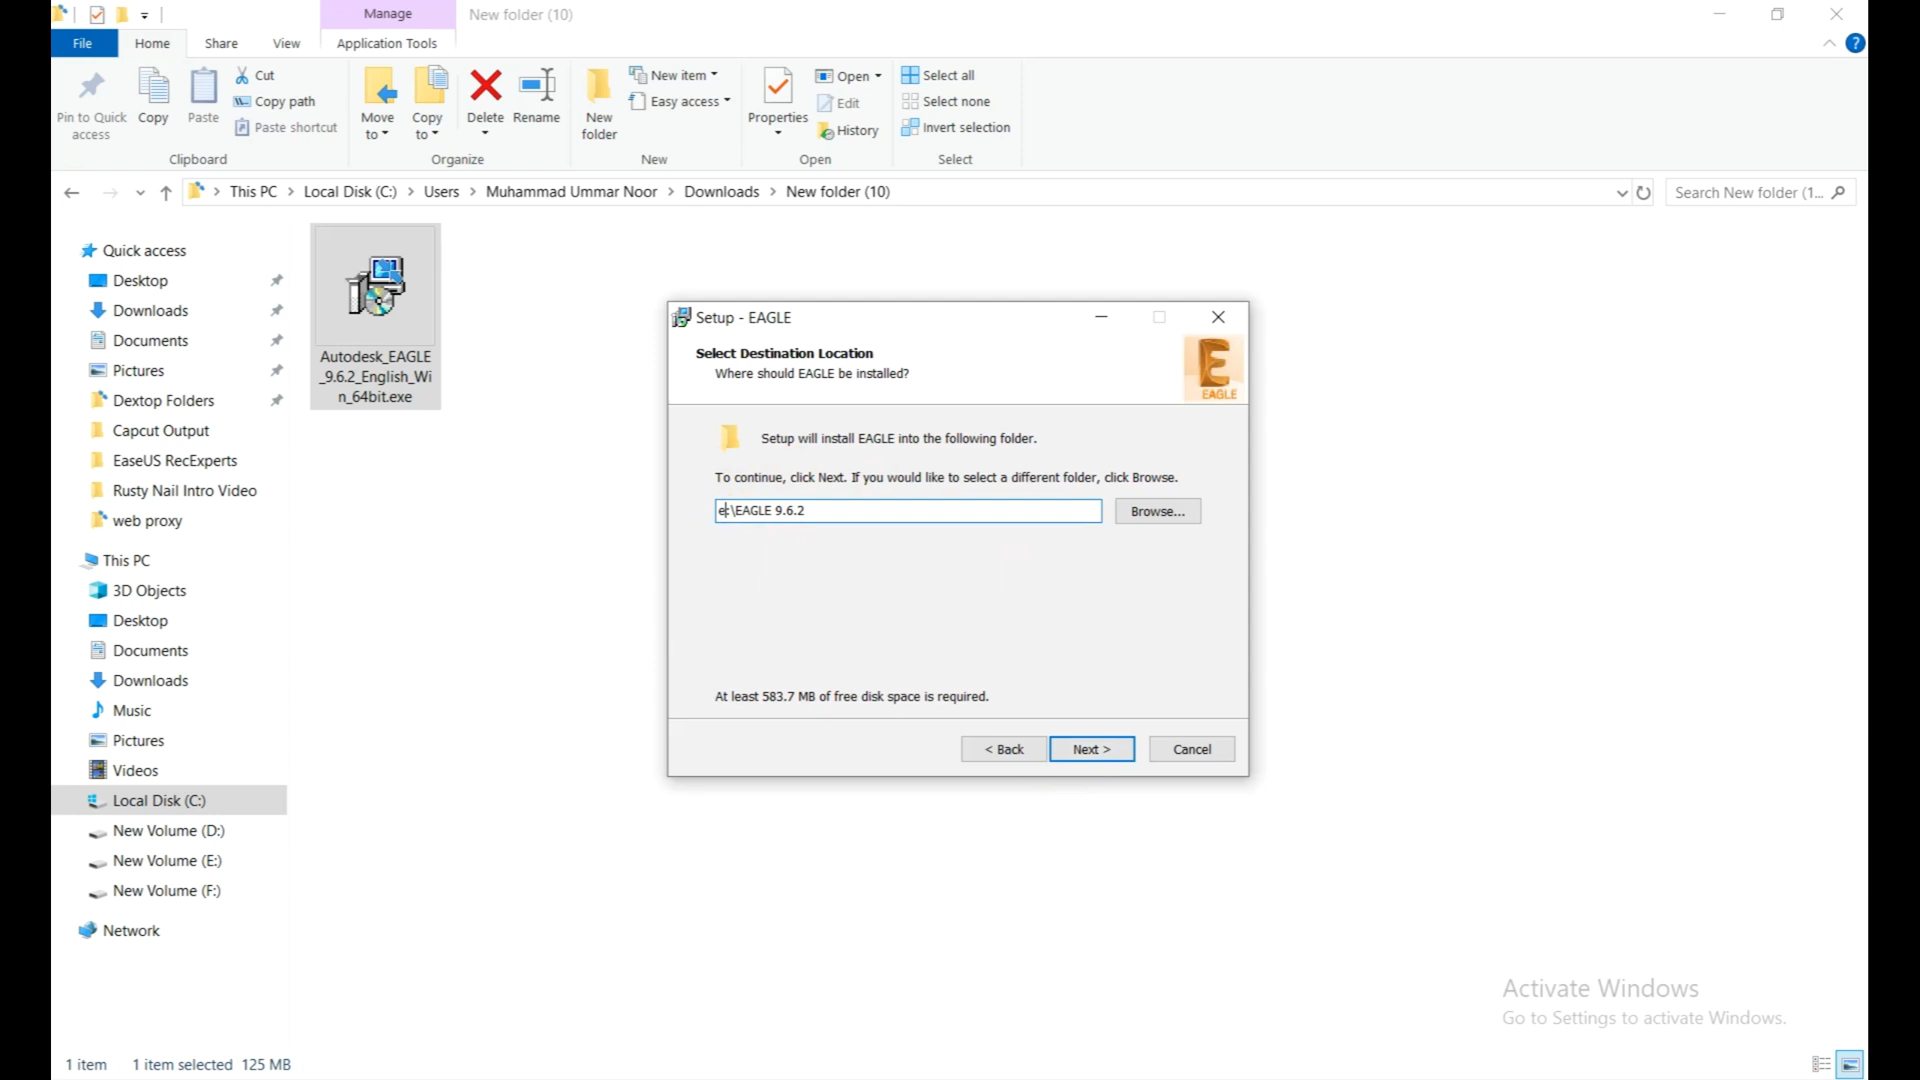 Manage
New folder (10)
File
Home
Share
View
Application Tools
Pin to Quick access
Copy
Paste
Cut
Copy path
Paste shortcut
Clipboard
Move to
Copy to
Delete
Rename
Organize
New folder
New item
Easy access
New
Properties
Open
Edit
History
Open
Select all
Select none
Invert selection
Select
This PC > Local Disk (C:) > Users > Muhammad Ummar Noor > Downloads > New folder (10)
Search New folder (1...
Quick access
Desktop
Downloads
Documents
Pictures
Dextop Folders
Capcut Output
EaseUS RecExperts
Rusty Nail Intro Video
web proxy
This PC
3D Objects
Desktop
Documents
Downloads
Music
Pictures
Videos
Local Disk (C:)
New Volume (D:)
New Volume (E:)
New Volume (F:)
Network
Autodesk_EAGLE
_9.6.2_English_Wi
n_64bit.exe
Setup - EAGLE
Select Destination Location
Where should EAGLE be installed?
EAGLE
Setup will install EAGLE into the following folder.
To continue, click Next. If you would like to select a different folder, click Browse.
e:\EAGLE 9.6.2
Browse...
At least 583.7 MB of free disk space is required.
< Back
Next >
Cancel
Activate Windows
Go to Settings to activate Windows.
1 item
1 item selected 125 MB